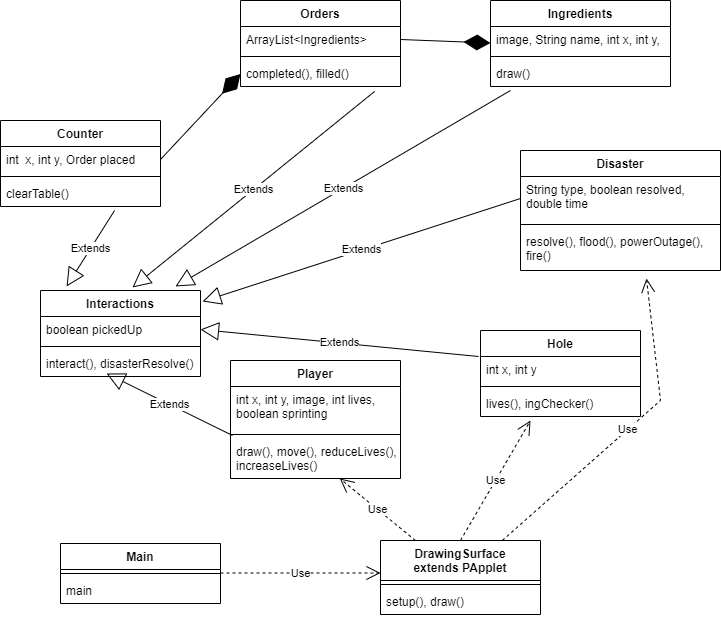 Orders
ArrayList<Ingredients>
completed(), filled()
Ingredients
image, String name, int x, int y,
draw()
Counter
int  x, int y, Order placed
clearTable()
Disaster
String type, boolean resolved,
double time
resolve(), flood(), powerOutage(),
fire()
Extends
Extends
Extends
Extends
Interactions
boolean pickedUp
interact(), disasterResolve()
Extends
Hole
int x, int y
lives(), ingChecker()
Player
int x, int y, image, int lives,
boolean sprinting
draw(), move(), reduceLives(),
increaseLives()
Extends
Use
Use
Use
Main
main
Use
DrawingSurface
extends PApplet
setup(), draw()